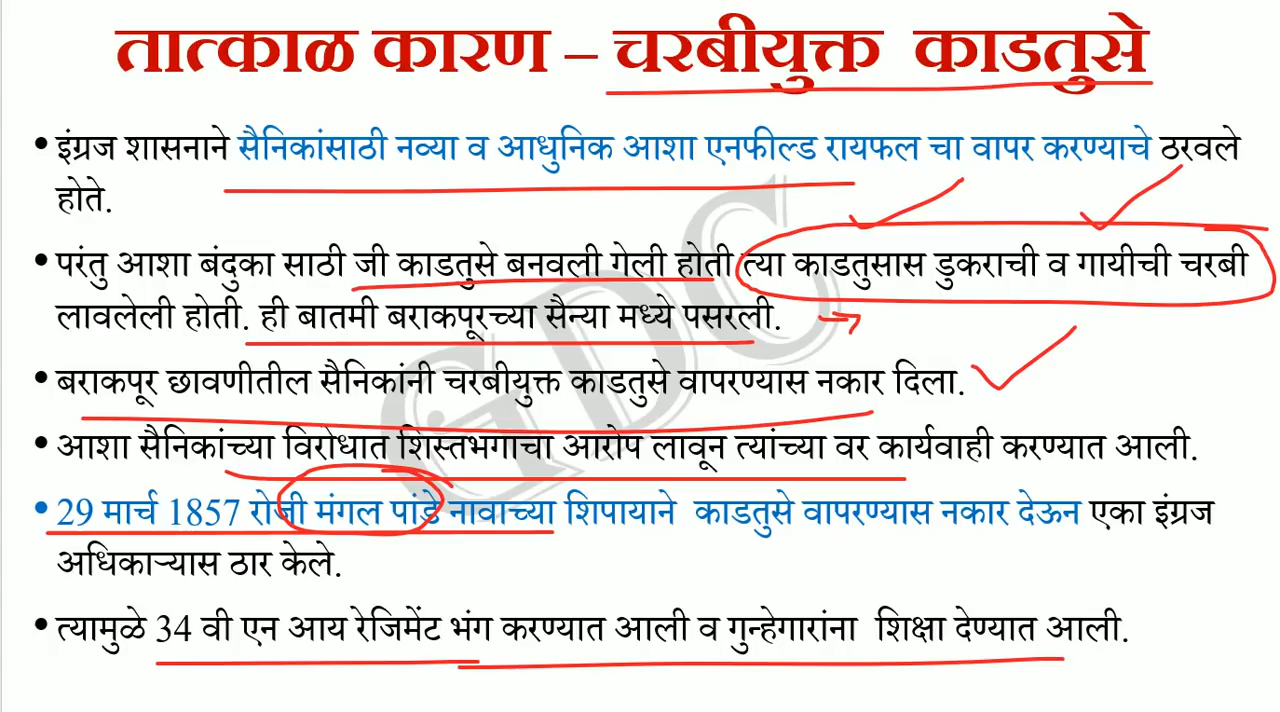 तात्काळ कारण – चरबीयुक्त काडतुसे
• इंग्रज शासनाने सैनिकांसाठी नव्या व आधुनिक आशा एनफील्ड रायफल चा वापर करण्याचे ठरवले
होते.
• परंतु आशा बंदुका साठी जी काडतुसे बनवली गेली होती त्या काडतुसास डुकराची व गायीची चरबी
लावलेली होती. ही बातमी बराकपूरच्या सैन्या मध्ये पसरली.
• बराकपूर छावणीतील सैनिकांनी चरबीयुक्त काडतुसे वापरण्यास नकार दिला.
• आशा सैनिकांच्या विरोधात शिस्तभगाचा आरोप लावून त्यांच्या वर कार्यवाही करण्यात आली.
• 29 मार्च 1857 रोजी मंगल पांडे नावाच्या शिपायाने काडतुसे वापरण्यास नकार देऊन एका इंग्रज
अधिकाऱ्यास ठार केले.
• त्यामुळे 34 वी एन आय रेजिमेंट भंग करण्यात आली व गुन्हेगारांना शिक्षा देण्यात आली.
GDC